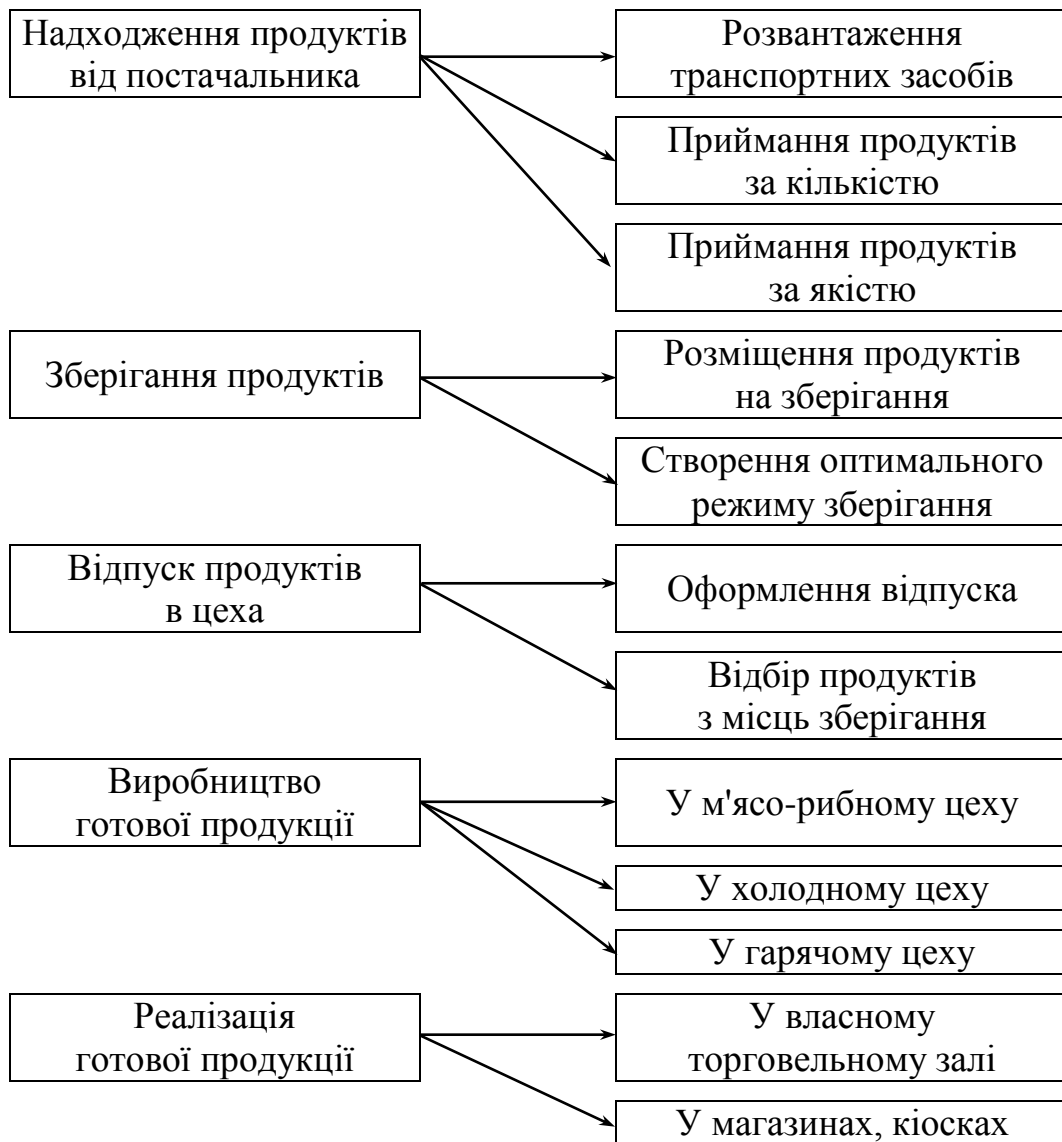 Надходження продуктів
від постачальника
Розвантаження
транспортних засобів
Приймання продуктів
за кількістю
Приймання продуктів
за якістю
Зберігання продуктів
Розміщення продуктів
на зберігання
Створення оптимального
режиму зберігання
Відпуск продуктів
в цеха
Оформлення відпуска
Відбір продуктів
з місць зберігання
Виробництво
готової продукції
У м'ясо-рибному цеху
У холодному цеху
У гарячому цеху
Реалізація
готової продукції
У власному
торговельному залі
У магазинах, кіосках